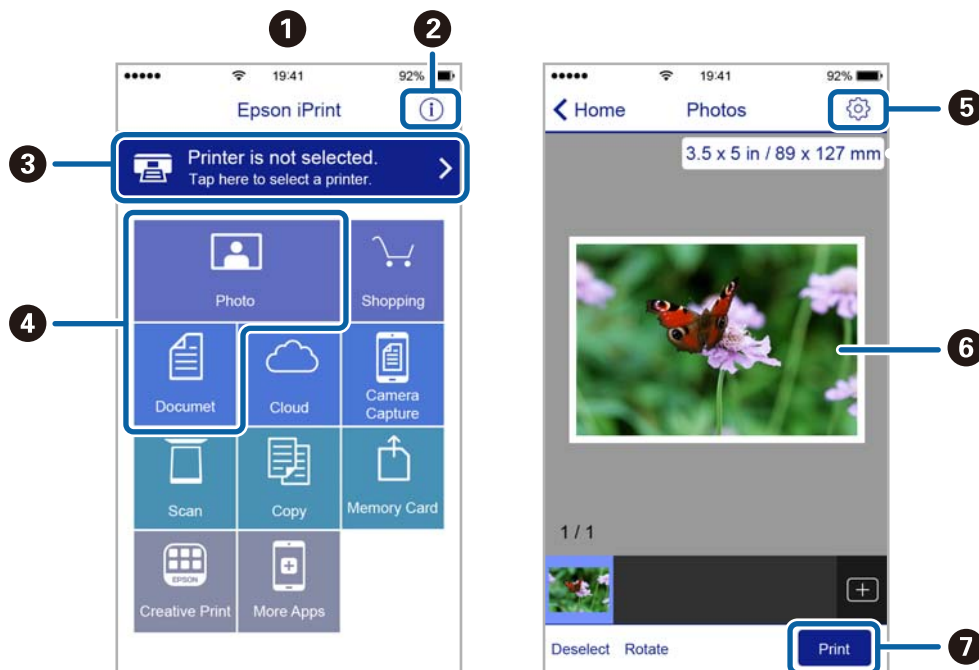 1
2
19:41
92%
Epson iPrint
i
3
Printer is not selected.
Tap here to select a printer.
4
Photo
Shopping
Documet
Cloud
Camera
Capture
Scan
Copy
Memory Card
EPSON
Creative Print
More Apps
19:41
92%
Home
Photos
5
3.5 x 5 in / 89 x 127 mm
6
1 / 1
Deselect
Rotate
Print
7